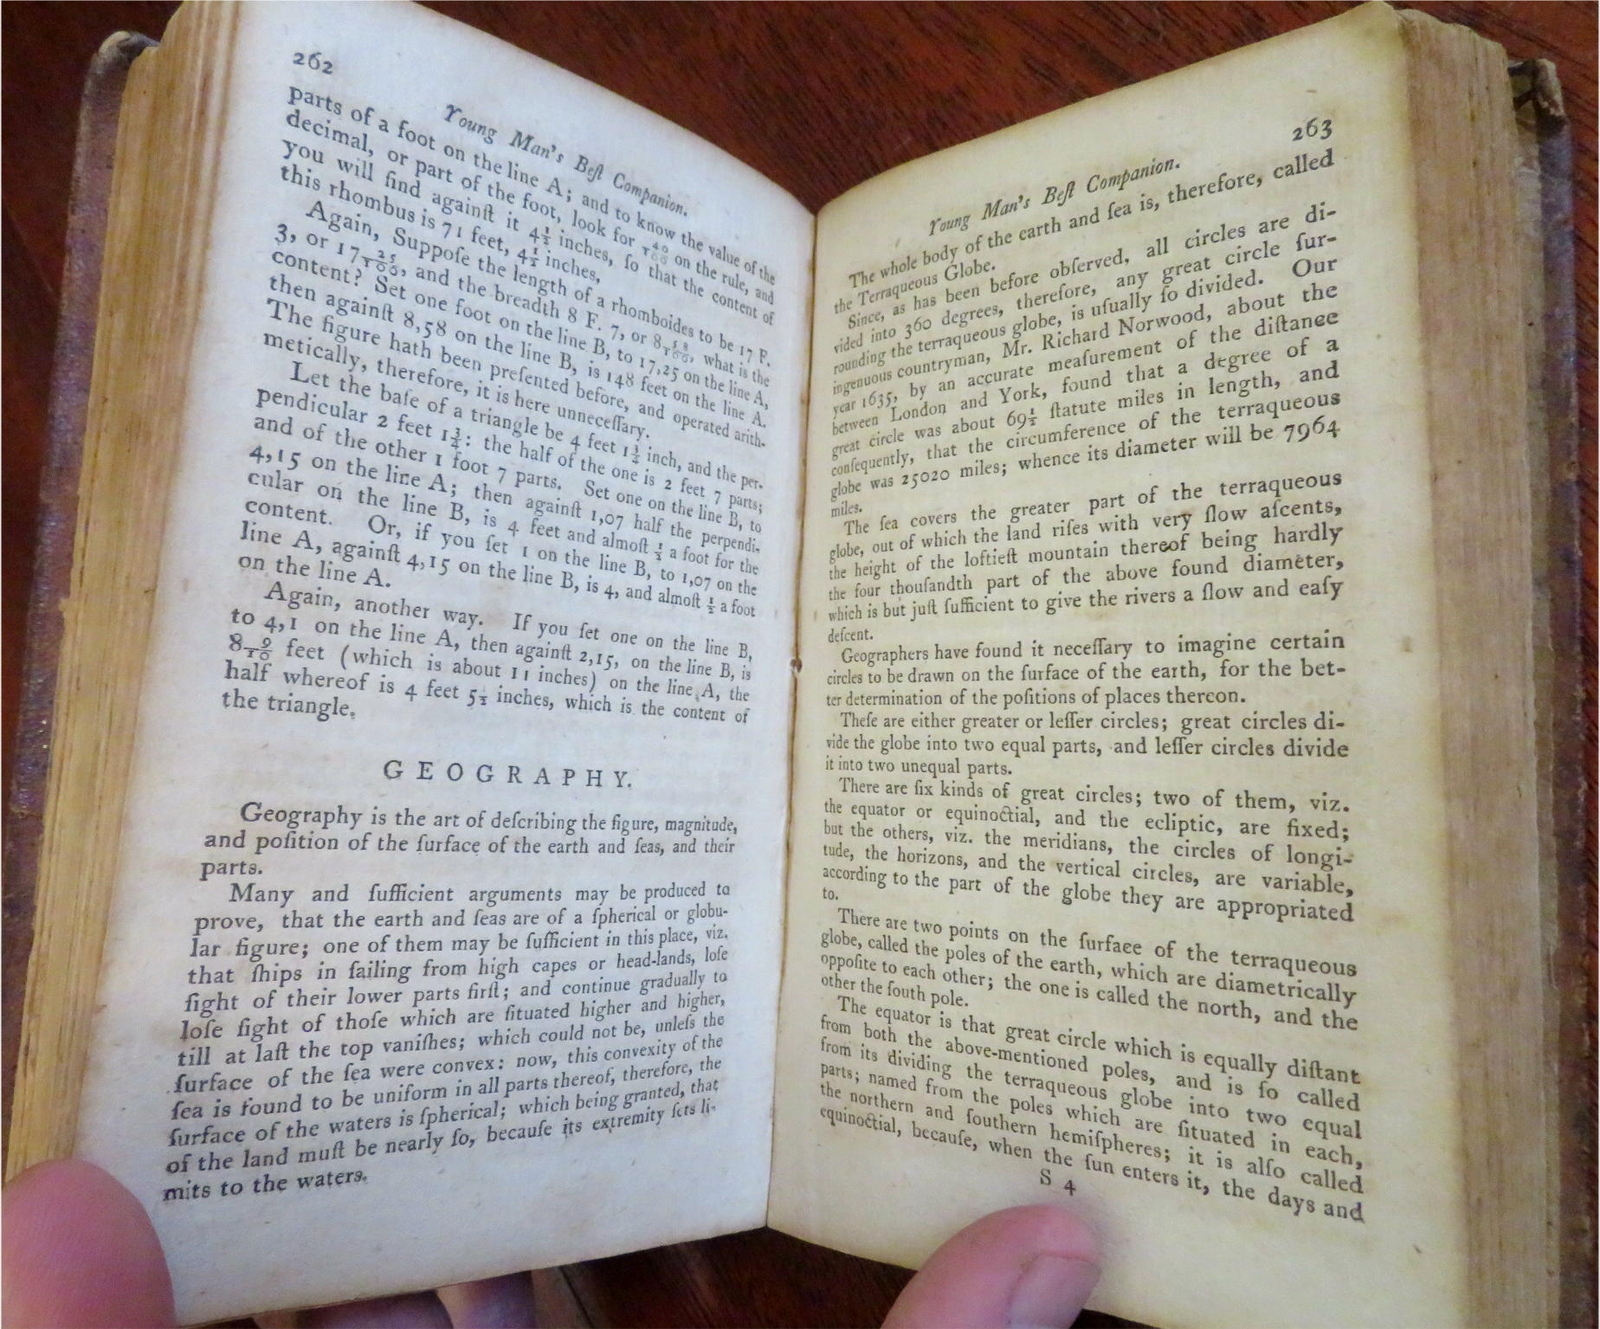 262
Young Man's Beſt Companion.
parts of a foot on the line A; and to know the value of the
decimal, or part of the foot, look for 40/100 on the rule, and
you will find againſt it 4½ inches, ſo that the content of
this rhombus is 71 feet, 4½ inches.
Again, Suppoſe the length of a rhomboides to be 17 F.
3, or 17 25/100, and the breadth 8 F. 7, or 8 58/100, what is the
content? Set one foot on the line B, to 17,25 on the line A,
then againſt 8,58 on the line B, is 148 feet on the line A.
The figure hath been preſented before, and operated arith-
metically, therefore, it is here unneceſſary.
Let the baſe of a triangle be 4 feet 1¾ inch, and the per-
pendicular 2 feet 1¾: the half of the one is 2 feet 7 parts;
and of the other 1 foot 7 parts. Set one on the line B, to
4,15 on the line A; then againſt 1,07 half the perpendi-
cular on the line B, is 4 feet and almoſt ½ a foot for the
content. Or, if you ſet 1 on the line B, to 1,07 on the
line A, againſt 4,15 on the line B, is 4, and almoſt ½ a foot
on the line A.
Again, another way. If you ſet one on the line B,
to 4,1 on the line A, then againſt 2,15, on the line B, is
8 9/10 feet (which is about 11 inches) on the line A, the
half whereof is 4 feet 5½ inches, which is the content of
the triangle.
GEOGRAPHY.
Geography is the art of deſcribing the figure, magnitude,
and poſition of the ſurface of the earth and ſeas, and their
parts.
Many and ſufficient arguments may be produced to
prove, that the earth and ſeas are of a ſpherical or globu-
lar figure; one of them may be ſufficient in this place, viz.
that ſhips in ſailing from high capes or head-lands, loſe
ſight of their lower parts firſt; and continue gradually to
loſe ſight of thoſe which are ſituated higher and higher,
till at laſt the top vaniſhes; which could not be, unleſs the
ſurface of the ſea were convex: now, this convexity of the
ſea is found to be uniform in all parts thereof, therefore, the
ſurface of the waters is ſpherical; which being granted, that
of the land muſt be nearly ſo, becauſe its extremity ſets li-
mits to the waters.
263
Young Man's Beſt Companion.
The whole body of the earth and ſea is, therefore, called
the Terraqueous Globe.
Since, as has been before obſerved, all circles are di-
vided into 360 degrees, therefore, any great circle ſur-
rounding the terraqueous globe, is uſually ſo divided. Our
ingenuous countryman, Mr. Richard Norwood, about the
year 1635, by an accurate meaſurement of the diſtance
between London and York, found that a degree of a
great circle was about 69½ ſtatute miles in length, and
conſequently, that the circumference of the terraqueous
globe was 25020 miles; whence its diameter will be 7964
miles.
The ſea covers the greater part of the terraqueous
globe, out of which the land riſes with very ſlow aſcents,
the height of the loftieſt mountain thereof being hardly
the four thouſandth part of the above found diameter,
which is but juſt ſufficient to give the rivers a ſlow and eaſy
deſcent.
Geographers have found it neceſſary to imagine certain
circles to be drawn on the ſurface of the earth, for the bet-
ter determination of the poſitions of places thereon.
Theſe are either greater or leſſer circles; great circles di-
vide the globe into two equal parts, and leſſer circles divide
it into two unequal parts.
There are ſix kinds of great circles; two of them, viz.
the equator or equinoctial, and the ecliptic, are fixed;
but the others, viz. the meridians, the circles of longi-
tude, the horizons, and the vertical circles, are variable,
according to the part of the globe they are appropriated
to.
There are two points on the ſurface of the terraqueous
globe, called the poles of the earth, which are diametrically
oppoſite to each other; the one is called the north, and the
other the ſouth pole.
The equator is that great circle which is equally diſtant
from both the above-mentioned poles, and is ſo called
from its dividing the terraqueous globe into two equal
parts; named from the poles which are ſituated in each,
the northern and ſouthern hemiſpheres; it is alſo called
equinoctial, becauſe, when the ſun enters it, the days and
S 4